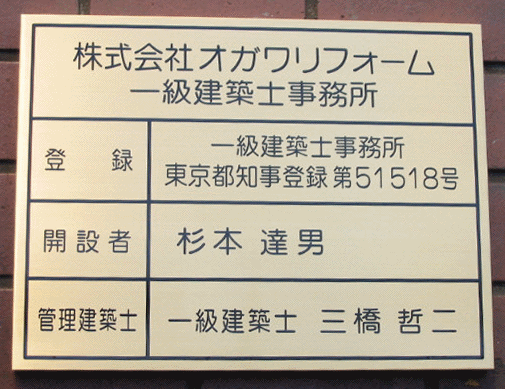 株式会社オガワリフォーム
一級建築士事務所
登録
一級建築士事務所
東京都知事登録第51518号
開設者
杉本 達男
管理建築士
一級建築士 三橋 哲二